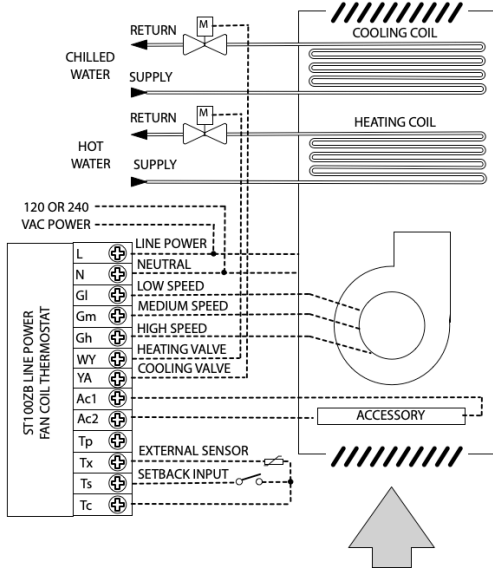 M
RETURN
COOLING COIL
CHILLED
WATER
SUPPLY
M
RETURN
HEATING COIL
HOT
WATER
SUPPLY
120 OR 240
VAC POWER
ST100ZB LINE POWER
FAN COIL THERMOSTAT
L LINE POWER
N NEUTRAL
Gl LOW SPEED
Gm MEDIUM SPEED
Gh HIGH SPEED
WY HEATING VALVE
YA COOLING VALVE
Ac1
Ac2 ACCESSORY
Tp
Tx EXTERNAL SENSOR
Ts SETBACK INPUT
Tc